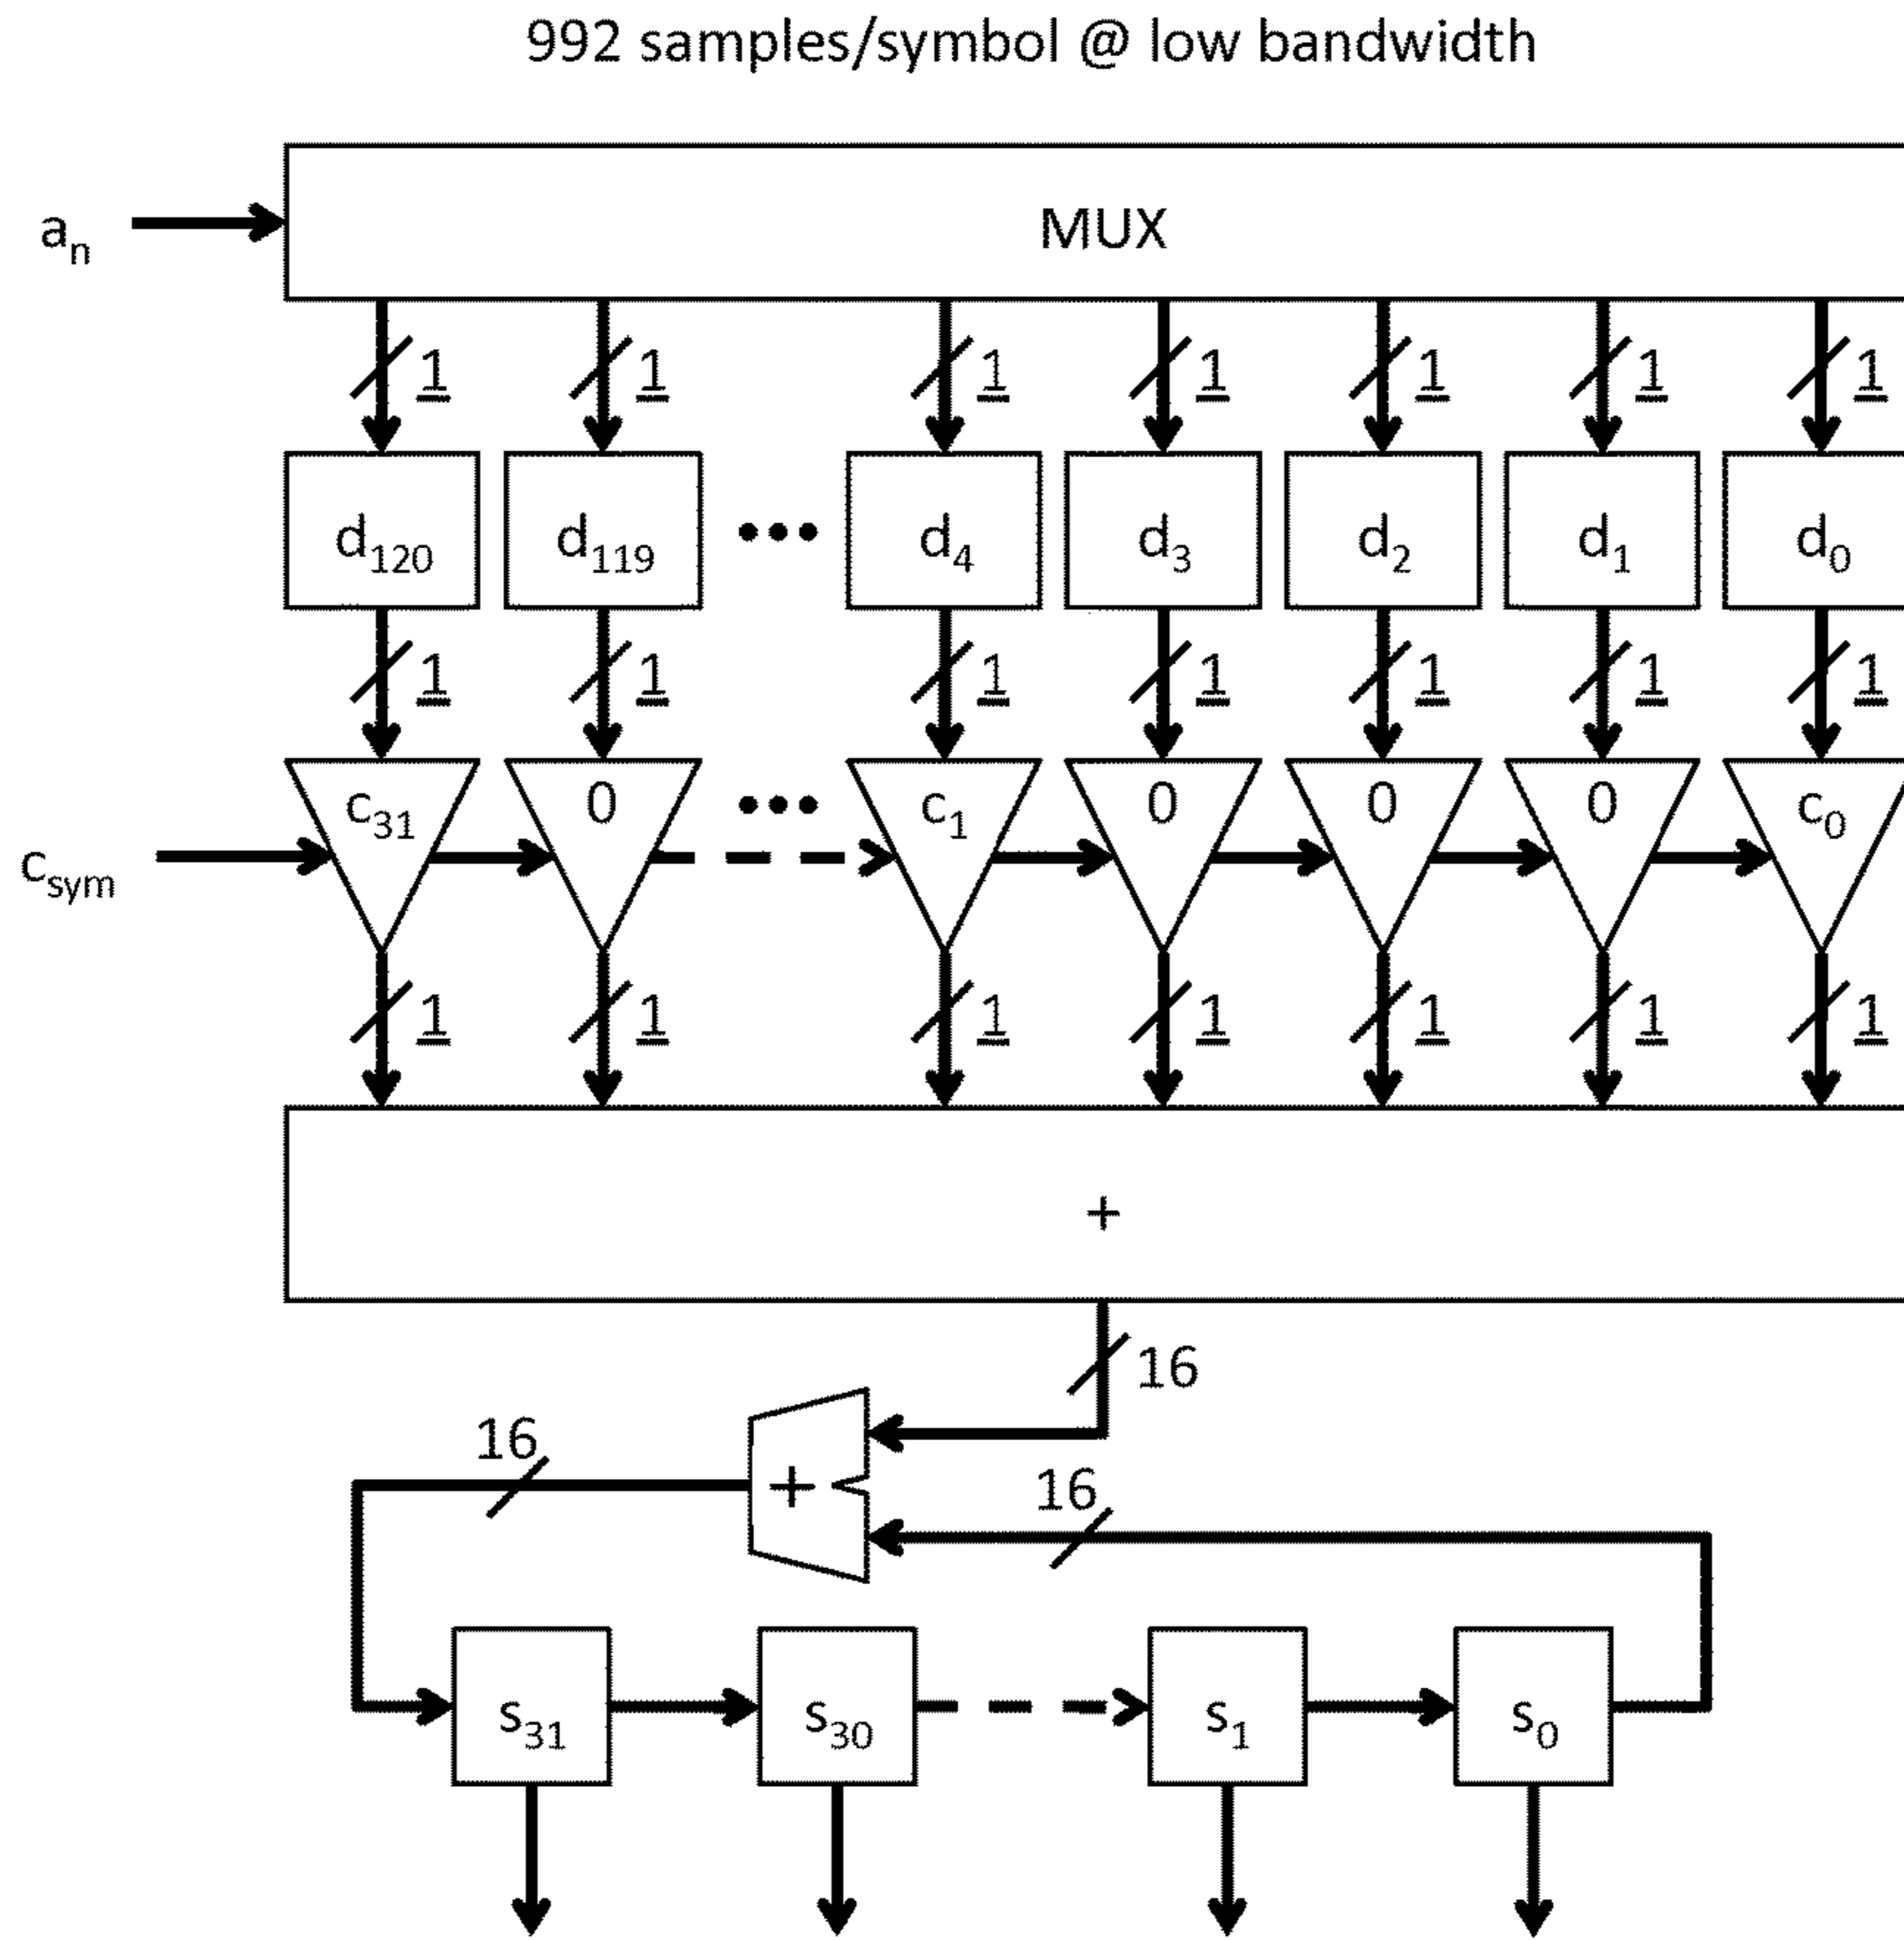 992 samples/symbol @ low bandwidth
aₙ MUX
1 1 1 1 1 1 1
d₁₂₀ d₁₁₉ ••• d₄ d₃ d₂ d₁ d₀
1 1 1 1 1 1 1
c₃₁ 0 ••• c₁ 0 0 0 c₀
c_sym
1 1 1 1 1 1 1
+
16
16
+
16
s₃₁ s₃₀ s₁ s₀